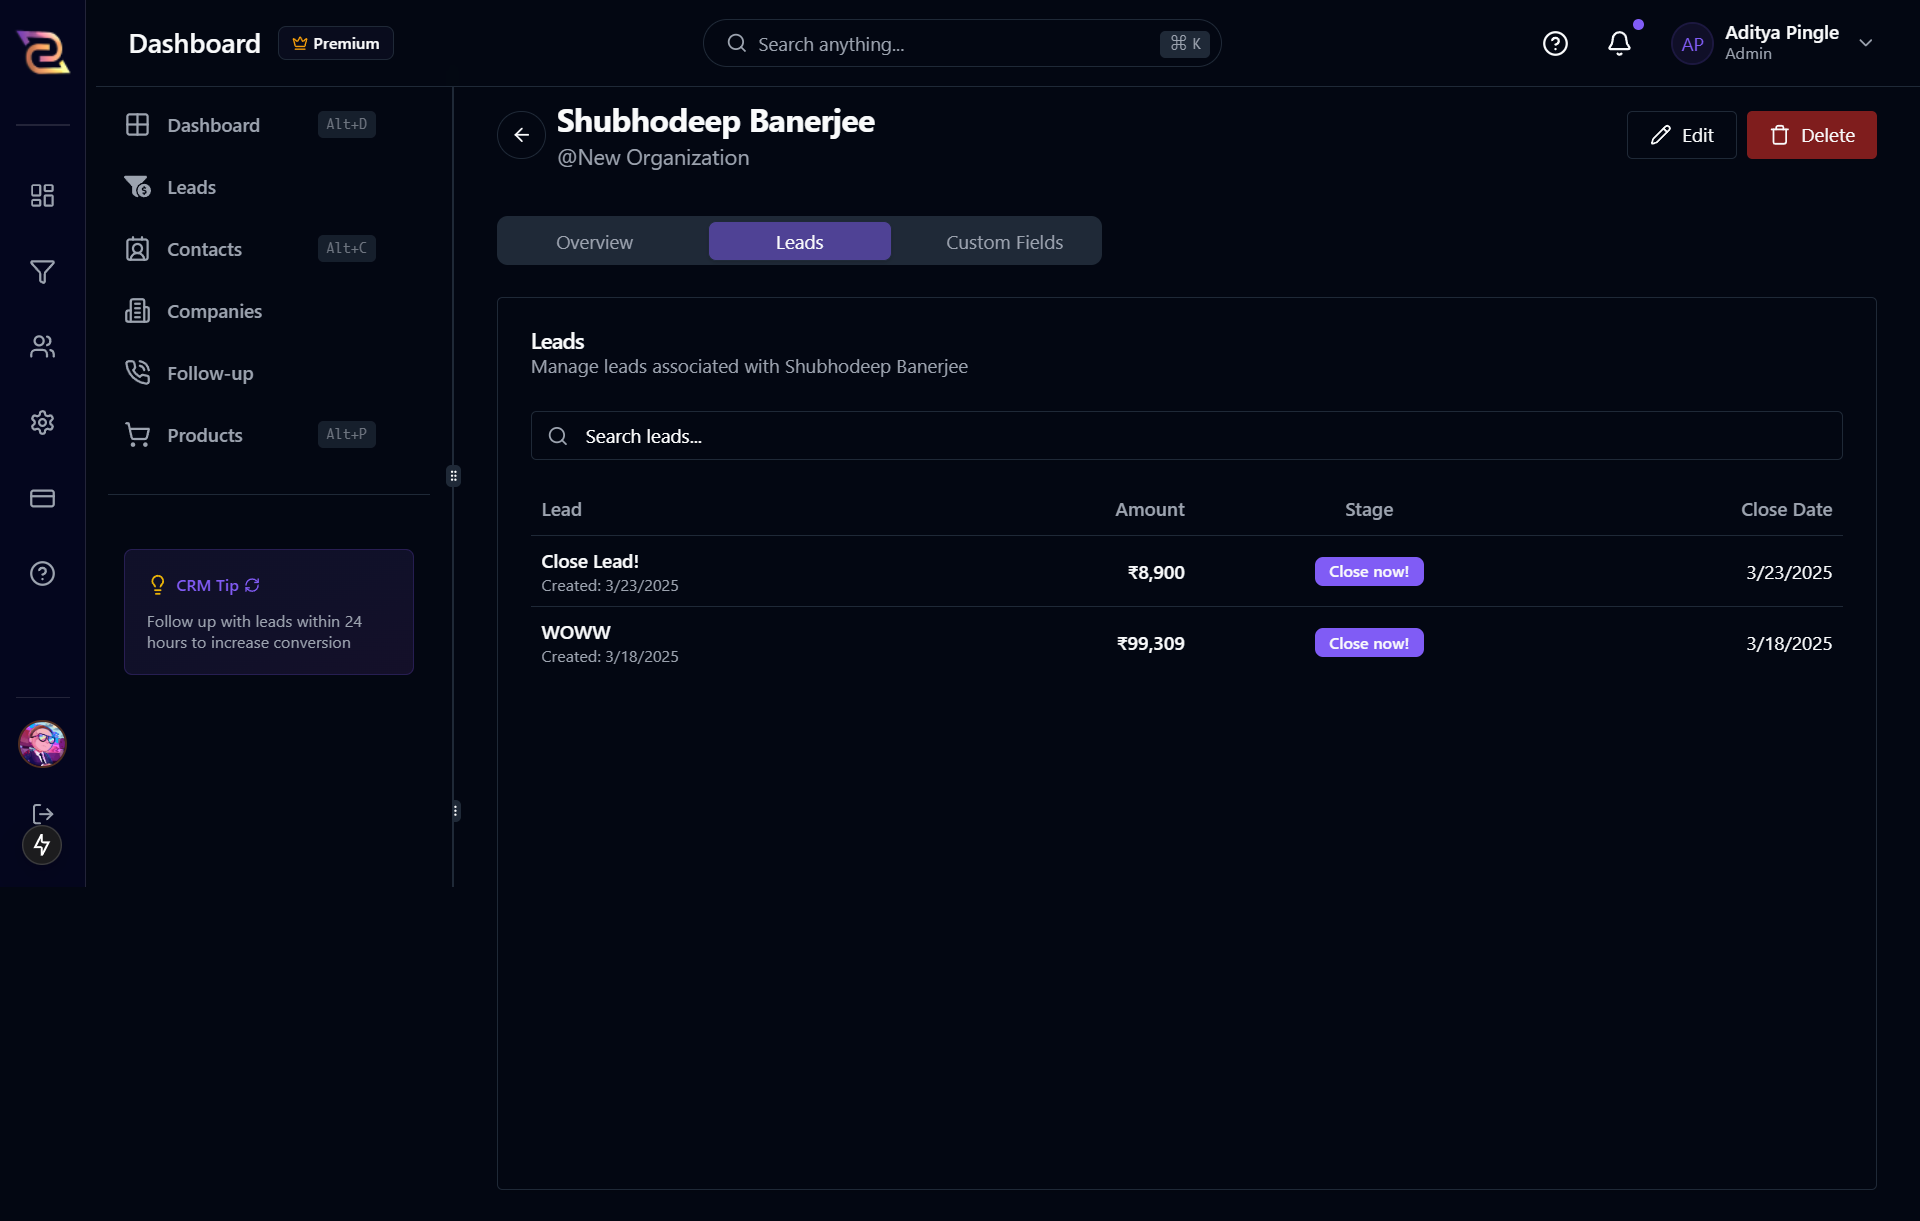 Dashboard
Premium
Search anything...
⌘ K
AP
Aditya Pingle
Admin
Dashboard
Alt+D
Leads
Contacts
Alt+C
Companies
Follow-up
Products
Alt+P
CRM Tip
Follow up with leads within 24
hours to increase conversion
Shubhodeep Banerjee
@New Organization
Edit
Delete
Overview
Leads
Custom Fields
Leads
Manage leads associated with Shubhodeep Banerjee
Search leads...
Lead
Amount
Stage
Close Date
Close Lead!
Created: 3/23/2025
₹8,900
Close now!
3/23/2025
WOWW
Created: 3/18/2025
₹99,309
Close now!
3/18/2025